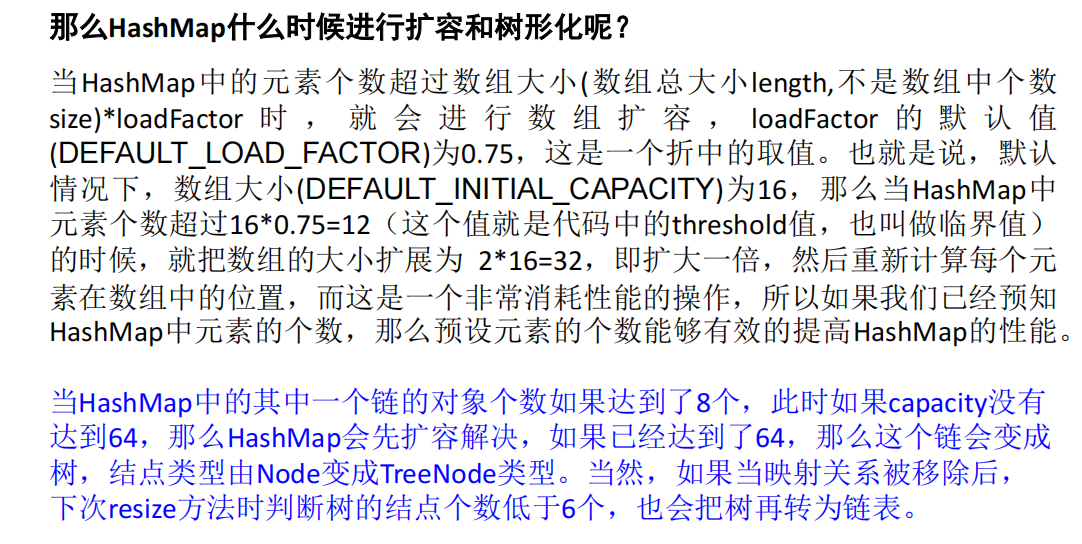 那么HashMap什么时候进行扩容和树形化呢？
当HashMap中的元素个数超过数组大小(数组总大小length,不是数组中个数
size)*loadFactor 时 ， 就 会 进 行 数 组 扩 容 ， loadFactor 的 默 认 值
(DEFAULT_LOAD_FACTOR)为0.75，这是一个折中的取值。也就是说，默认
情况下，数组大小(DEFAULT_INITIAL_CAPACITY)为16，那么当HashMap中
元素个数超过16*0.75=12（这个值就是代码中的threshold值，也叫做临界值）
的时候，就把数组的大小扩展为 2*16=32，即扩大一倍，然后重新计算每个元
素在数组中的位置，而这是一个非常消耗性能的操作，所以如果我们已经预知
HashMap中元素的个数，那么预设元素的个数能够有效的提高HashMap的性能。
当HashMap中的其中一个链的对象个数如果达到了8个，此时如果capacity没有
达到64，那么HashMap会先扩容解决，如果已经达到了64，那么这个链会变成
树，结点类型由Node变成TreeNode类型。当然，如果当映射关系被移除后，
下次resize方法时判断树的结点个数低于6个，也会把树再转为链表。